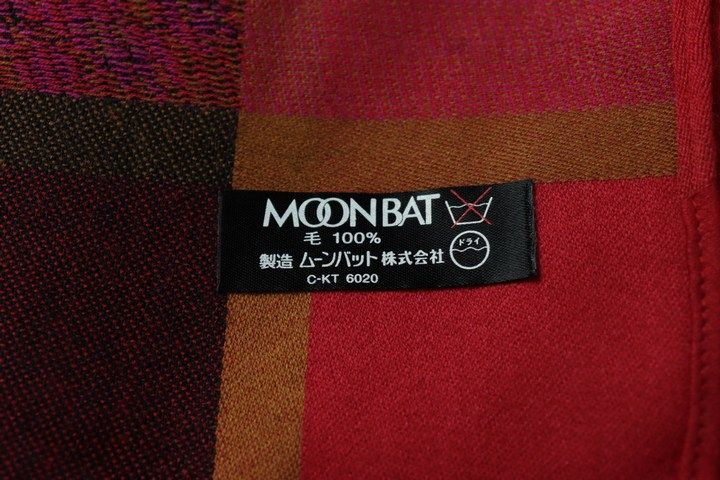 MOONBAT
毛 100%
ドライ
製造 ムーンバット株式会社
C-KT 6020